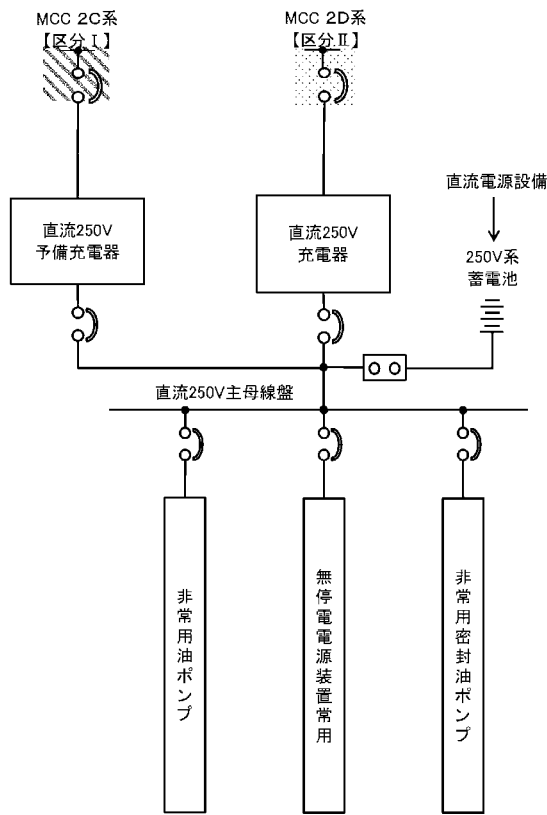 MCC 2C系
【区分Ⅰ】
MCC 2D系
【区分Ⅱ】
直流電源設備
直流250V
予備充電器
直流250V
充電器
250V系
蓄電池
直流250V主母線盤
非常用油ポンプ
無停電電源装置常用
非常用密封油ポンプ